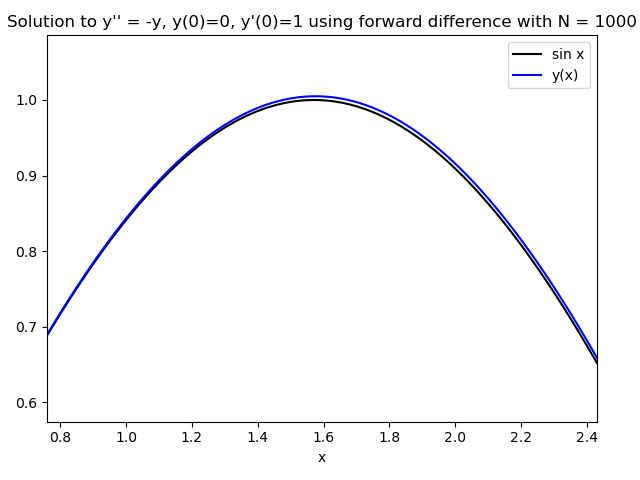 Solution to y'' = -y, y(0)=0, y'(0)=1 using forward difference with N = 1000
sin x
y(x)
1.0
0.9
0.8
0.7
0.6
0.8 1.0 1.2 1.4 1.6 1.8 2.0 2.2 2.4
x